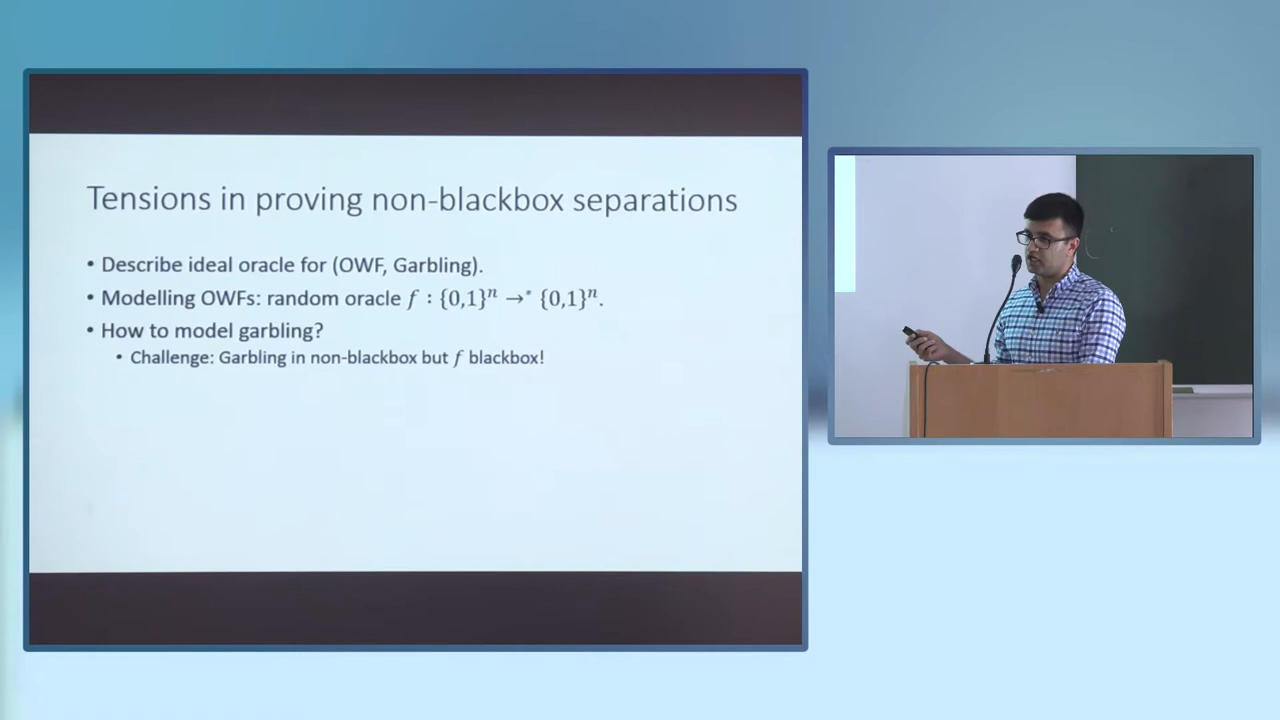 Tensions in proving non-blackbox separations
• Describe ideal oracle for (OWF, Garbling).
• Modelling OWFs: random oracle f : {0,1}ⁿ →* {0,1}ⁿ.
• How to model garbling?
• Challenge: Garbling in non-blackbox but f blackbox!